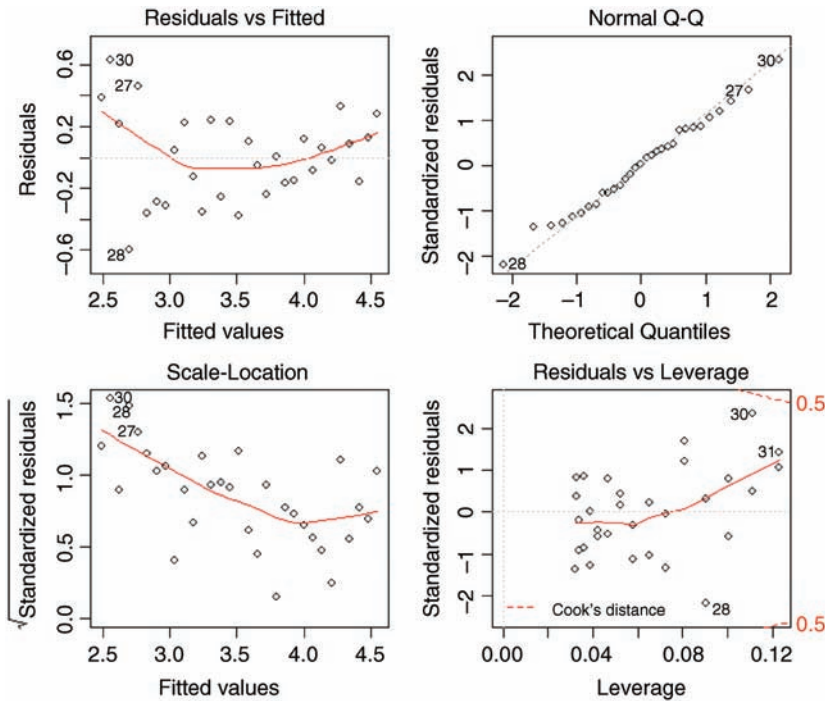 Residuals vs Fitted
Residuals
0.6
0.2
−0.2
−0.6
30
27
28
2.5 3.0 3.5 4.0 4.5
Fitted values
Normal Q-Q
Standardized residuals
2
1
0
−1
−2
30
27
28
−2 −1 0 1 2
Theoretical Quantiles
Scale-Location
√Standardized residuals
1.5
1.0
0.5
0.0
30
28
27
2.5 3.0 3.5 4.0 4.5
Fitted values
Residuals vs Leverage
Standardized residuals
2
1
0
−1
−2
0.5
30
31
28
Cook's distance
0.5
0.00 0.04 0.08 0.12
Leverage